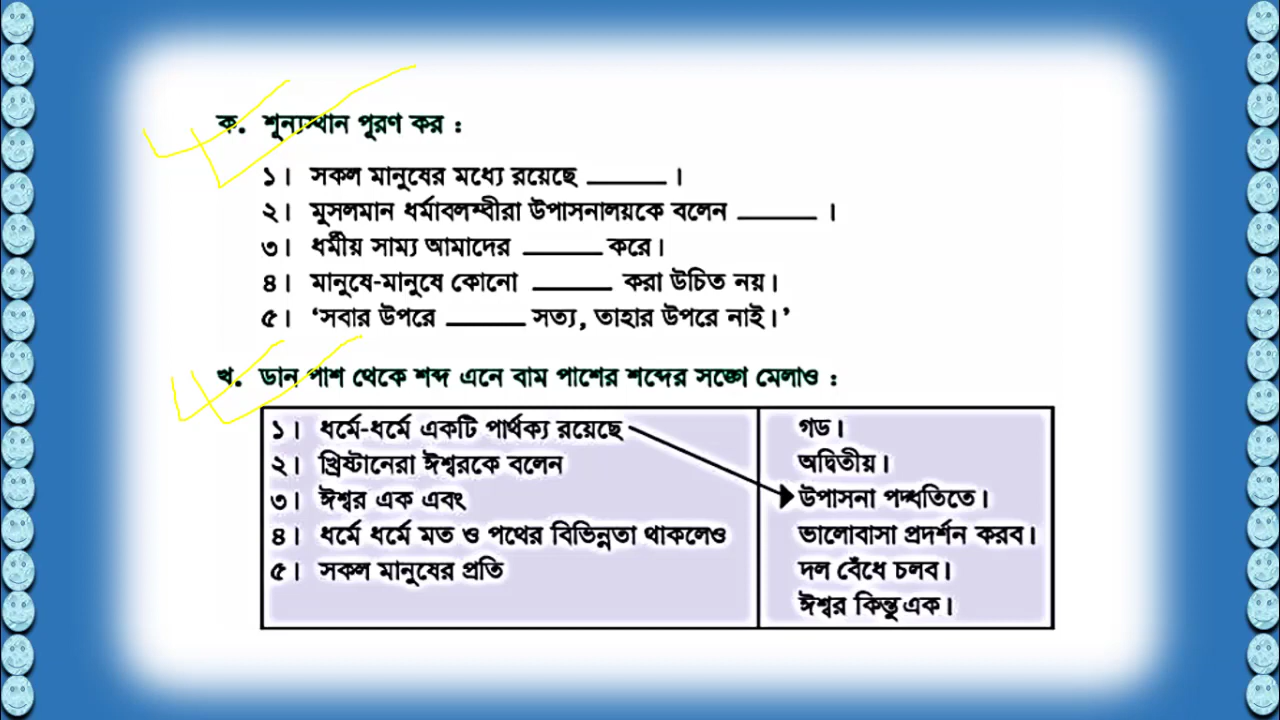 ক. শূন্যস্থান পূরণ কর :
১। সকল মানুষের মধ্যে রয়েছে ______ ।
২। মুসলমান ধর্মাবলম্বীরা উপাসনালয়কে বলেন ______ ।
৩। ধর্মীয় সাম্য আমাদের ______ করে।
৪। মানুষে-মানুষে কোনো ______ করা উচিত নয়।
৫। ‘সবার উপরে ______ সত্য, তাহার উপরে নাই।’
খ. ডান পাশ থেকে শব্দ এনে বাম পাশের শব্দের সঙ্গে মেলাও :
১। ধর্মে-ধর্মে একটি পার্থক্য রয়েছে গড।
২। খ্রিষ্টানেরা ঈশ্বরকে বলেন অদ্বিতীয়।
৩। ঈশ্বর এক এবং উপাসনা পদ্ধতিতে।
৪। ধর্মে ধর্মে মত ও পথের বিভিন্নতা থাকলেও ভালোবাসা প্রদর্শন করব।
৫। সকল মানুষের প্রতি দল বেঁধে চলব।
ঈশ্বর কিন্তু এক।